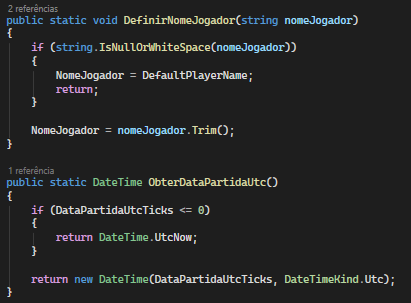 2 referências
public static void DefinirNomeJogador(string nomeJogador)
{
    if (string.IsNullOrWhiteSpace(nomeJogador))
    {
        NomeJogador = DefaultPlayerName;
        return;
    }

    NomeJogador = nomeJogador.Trim();
}

1 referência
public static DateTime ObterDataPartidaUtc()
{
    if (DataPartidaUtcTicks <= 0)
    {
        return DateTime.UtcNow;
    }

    return new DateTime(DataPartidaUtcTicks, DateTimeKind.Utc);
}